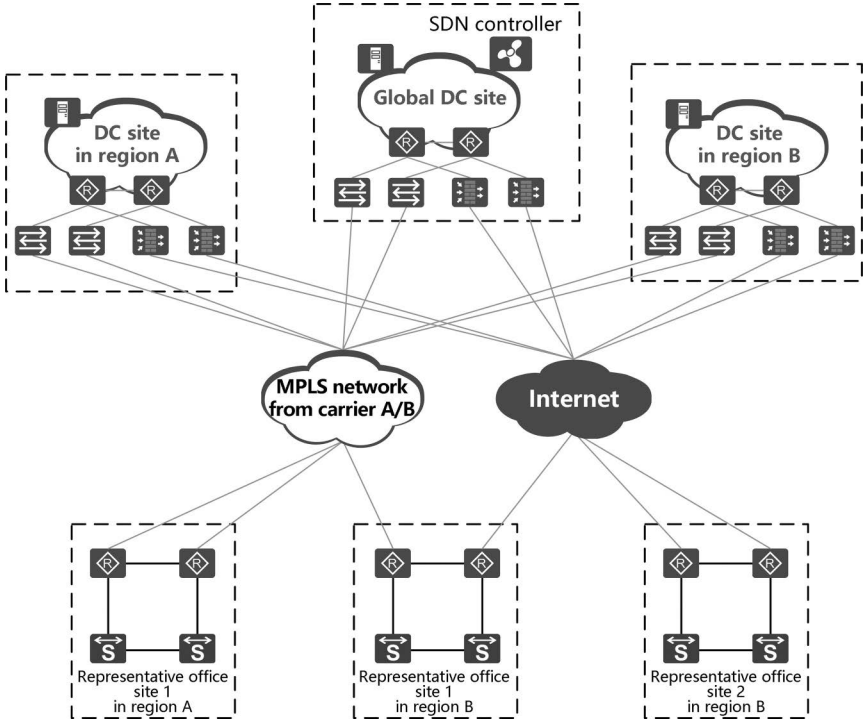 SDN controller
Global DC site
R
R
DC site
in region A
R
R
DC site
in region B
R
R
MPLS network
from carrier A/B
Internet
R
R
S
S
Representative office
site 1
in region A
R
R
S
S
Representative office
site 1
in region B
R
R
S
S
Representative office
site 2
in region B